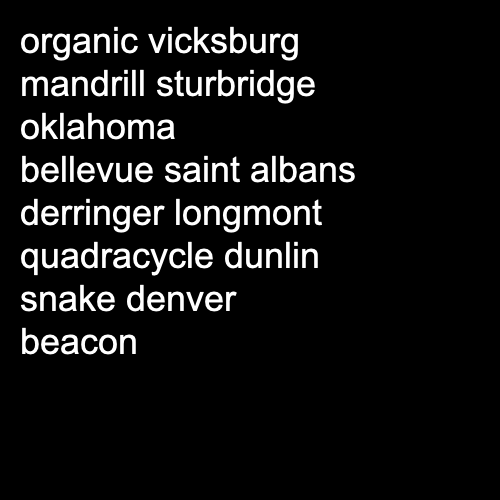 organic vicksburg
mandrill sturbridge
oklahoma
bellevue saint albans
derringer longmont
quadracycle dunlin
snake denver
beacon